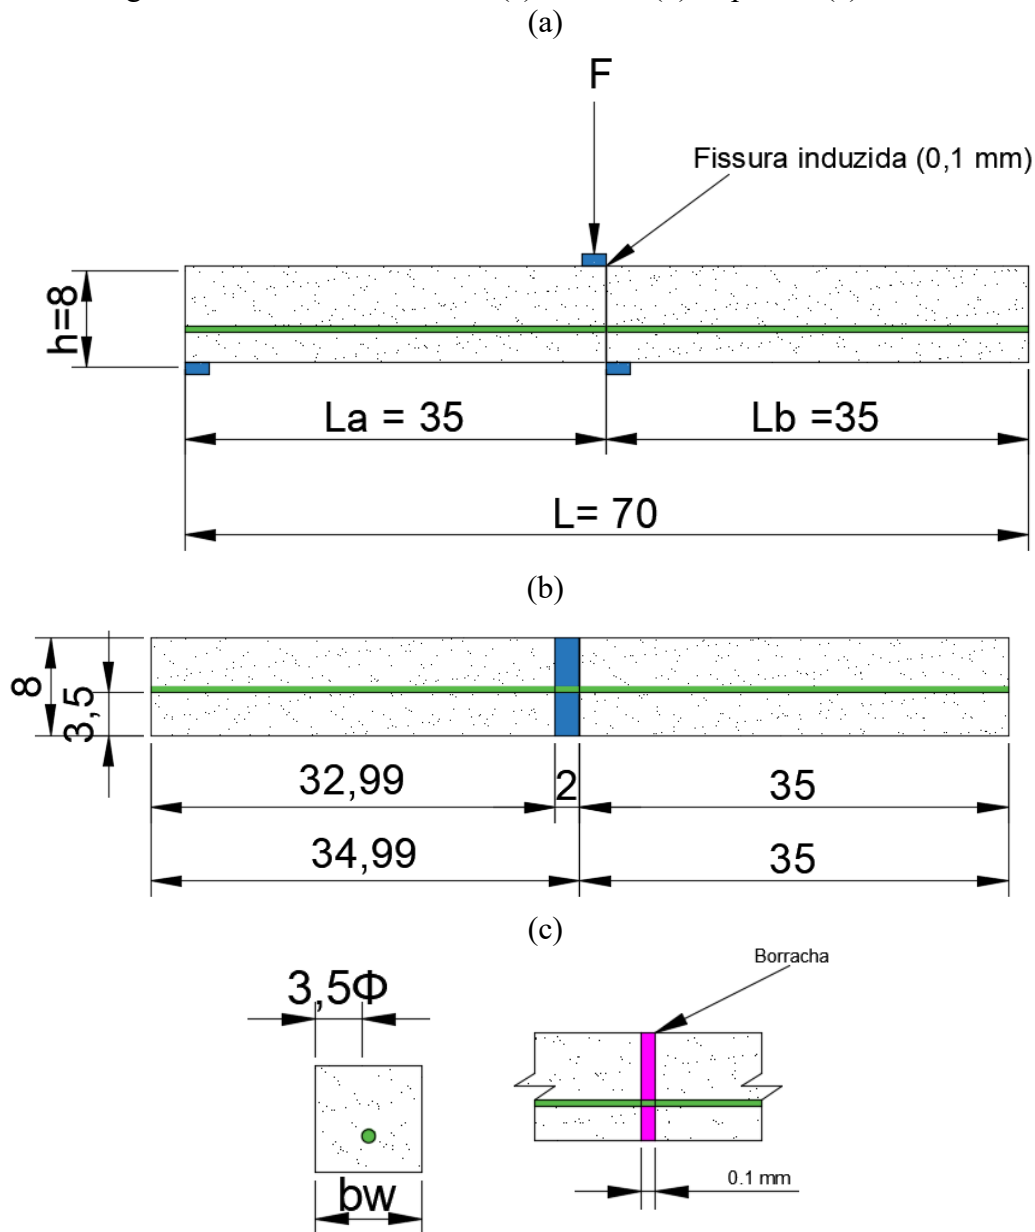 (a)
F
Fissura induzida (0,1 mm)
h=8
La = 35
Lb =35
L= 70
(b)
8
3,5
32,99
2
35
34,99
35
(c)
Borracha
3,5Φ
0.1 mm
bw